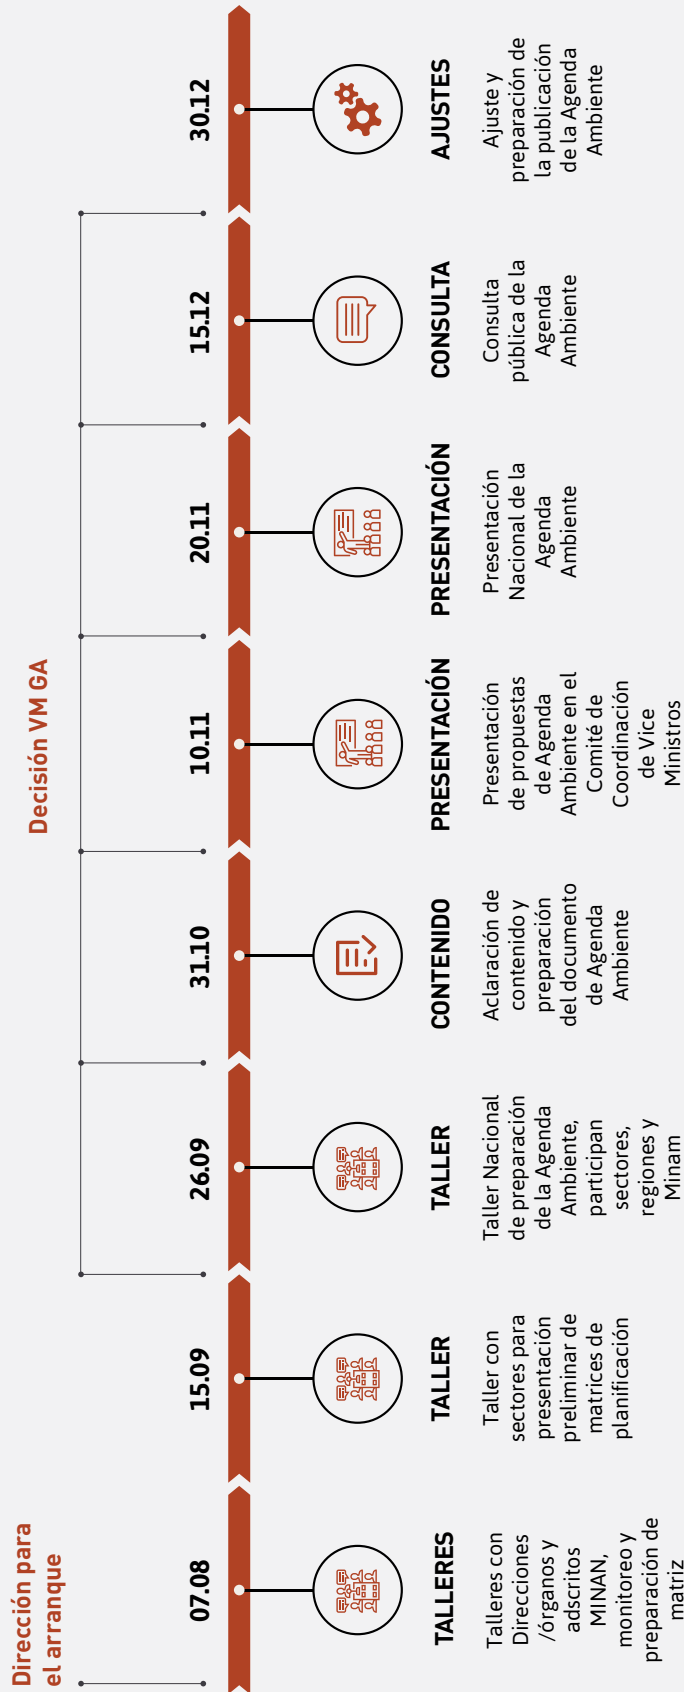 Dirección para
el arranque
Decisión VM GA
07.08
TALLERES
Talleres con
Direcciones
/órganos y
adscritos
MINAN,
monitoreo y
preparación de
matriz
15.09
TALLER
Taller con
sectores para
presentación
preliminar de
matrices de
planificación
26.09
TALLER
Taller Nacional
de preparación
de la Agenda
Ambiente,
participan
sectores,
regiones y
Minam
31.10
CONTENIDO
Aclaración de
contenido y
preparación
del documento
de Agenda
Ambiente
10.11
PRESENTACIÓN
Presentación
de propuestas
de Agenda
Ambiente en el
Comité de
Coordinación
de Vice
Ministros
20.11
PRESENTACIÓN
Presentación
Nacional de la
Agenda
Ambiente
15.12
CONSULTA
Consulta
pública de la
Agenda
Ambiente
30.12
AJUSTES
Ajuste y
preparación de
la publicación
de la Agenda
Ambiente